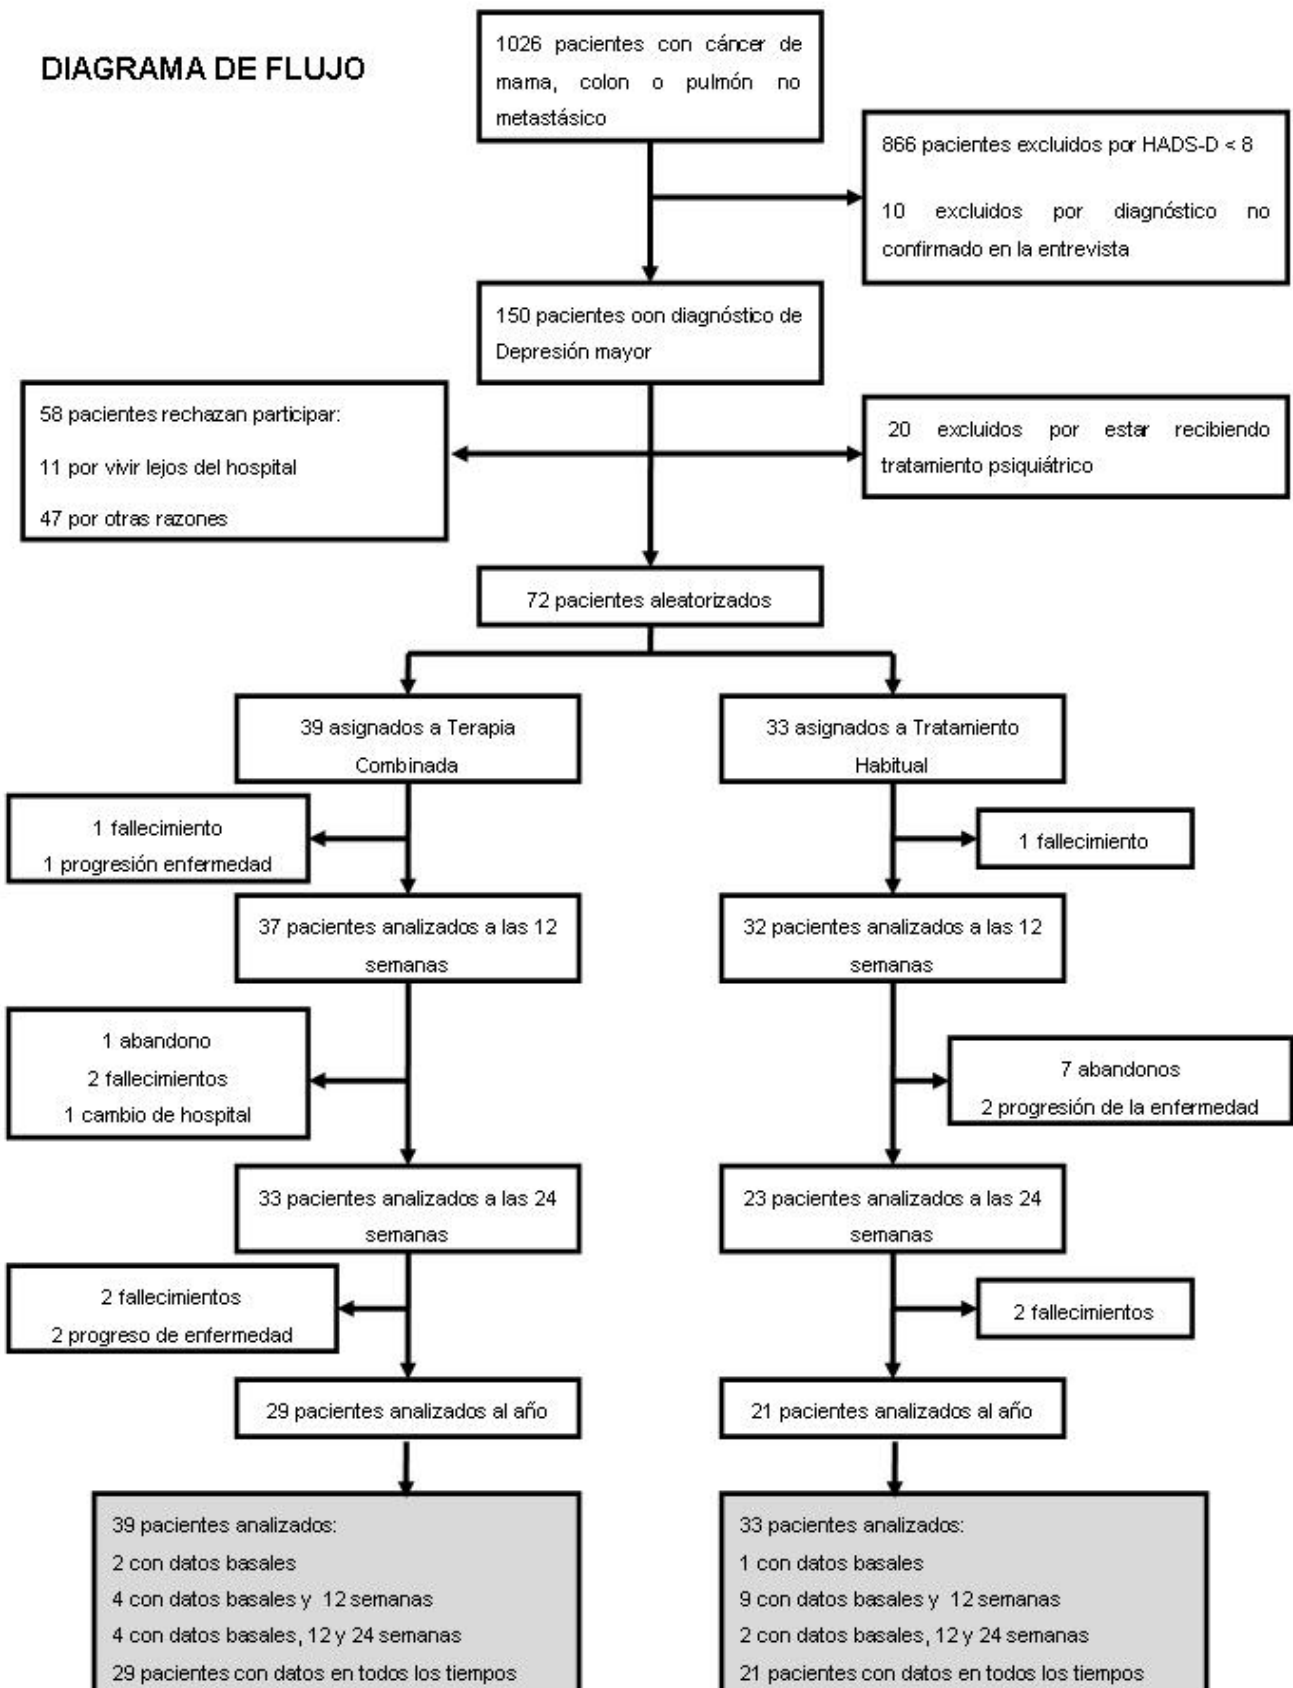 DIAGRAMA DE FLUJO
1026 pacientes con cáncer de
mama, colon o pulmón no
metastásico
866 pacientes excluidos por HADS-D < 8
10 excluidos por diagnóstico no
confirmado en la entrevista
150 pacientes oon diagnóstico de
Depresión mayor
58 pacientes rechazan participar:
11 por vivir lejos del hospital
47 por otras razones
20 excluidos por estar recibiendo
tratamiento psiquiátrico
72 pacientes aleatorizados
39 asignados a Terapia
Combinada
33 asignados a Tratamiento
Habitual
1 fallecimiento
1 progresión enfermedad
1 fallecimiento
37 pacientes analizados a las 12
semanas
32 pacientes analizados a las 12
semanas
1 abandono
2 fallecimientos
1 cambio de hospital
7 abandonos
2 progresión de la enfermedad
33 pacientes analizados a las 24
semanas
23 pacientes analizados a las 24
semanas
2 fallecimientos
2 progreso de enfermedad
2 fallecimientos
29 pacientes analizados al año
21 pacientes analizados al año
39 pacientes analizados:
2 con datos basales
4 con datos basales y 12 semanas
4 con datos basales, 12 y 24 semanas
29 pacientes con datos en todos los tiempos
33 pacientes analizados:
1 con datos basales
9 con datos basales y 12 semanas
2 con datos basales, 12 y 24 semanas
21 pacientes con datos en todos los tiempos